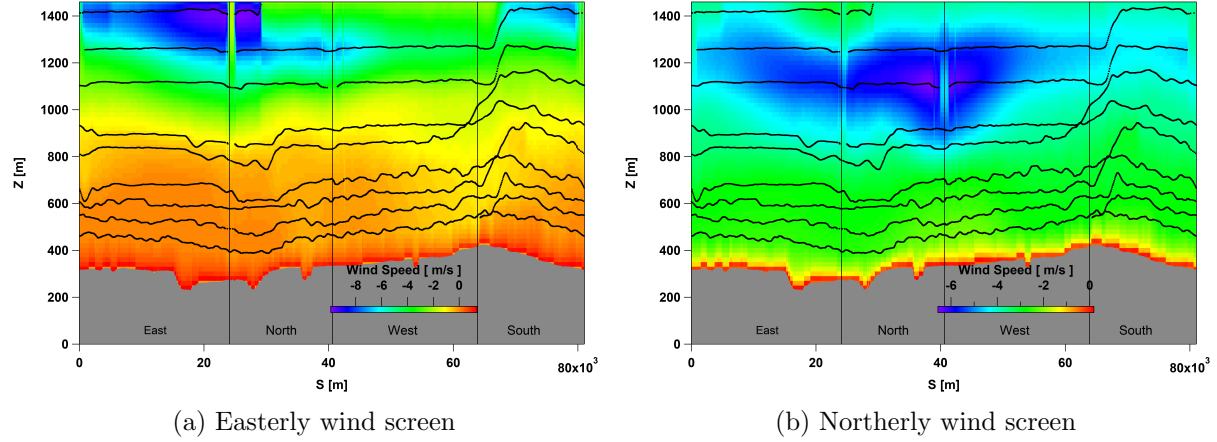 1400
1200
1000
800
600
400
200
0
Z [m]
Wind Speed [ m/s ]
-8 -6 -4 -2 0
East North West South
0 20 40 60 80x10³
S [m]
(a) Easterly wind screen
1400
1200
1000
800
600
400
200
0
Z [m]
Wind Speed [ m/s ]
-6 -4 -2 0
East North West South
0 20 40 60 80x10³
S [m]
(b) Northerly wind screen